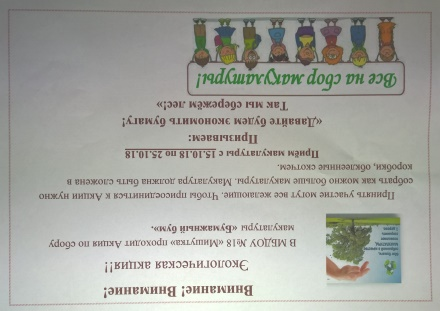 Внимание! Внимание!
Экологическая акция!!
В МБДОУ №18 «Мишутка» проходит Акция по сбору
макулатуры «Бумажный бум».
Принять участие могут все желающие. Чтобы присоединиться к Акции нужно
собрать как можно больше макулатуры. Макулатура должна быть сложена в
коробки, обклеенные скотчем.
Приём макулатуры с 15.10.18 по 25.10.18
Призываем:
«Давайте будем экономить бумагу!
Так мы сбережём лес!»
Все на сбор макулатуры!